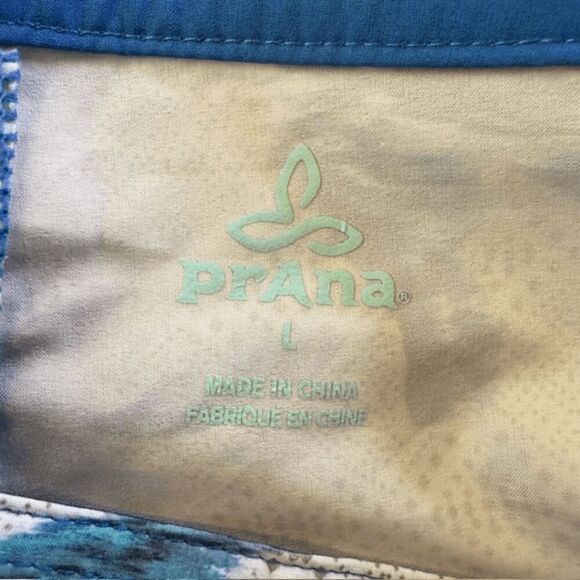 prAna®
L
MADE IN CHINA
FABRIQUE EN CHINE